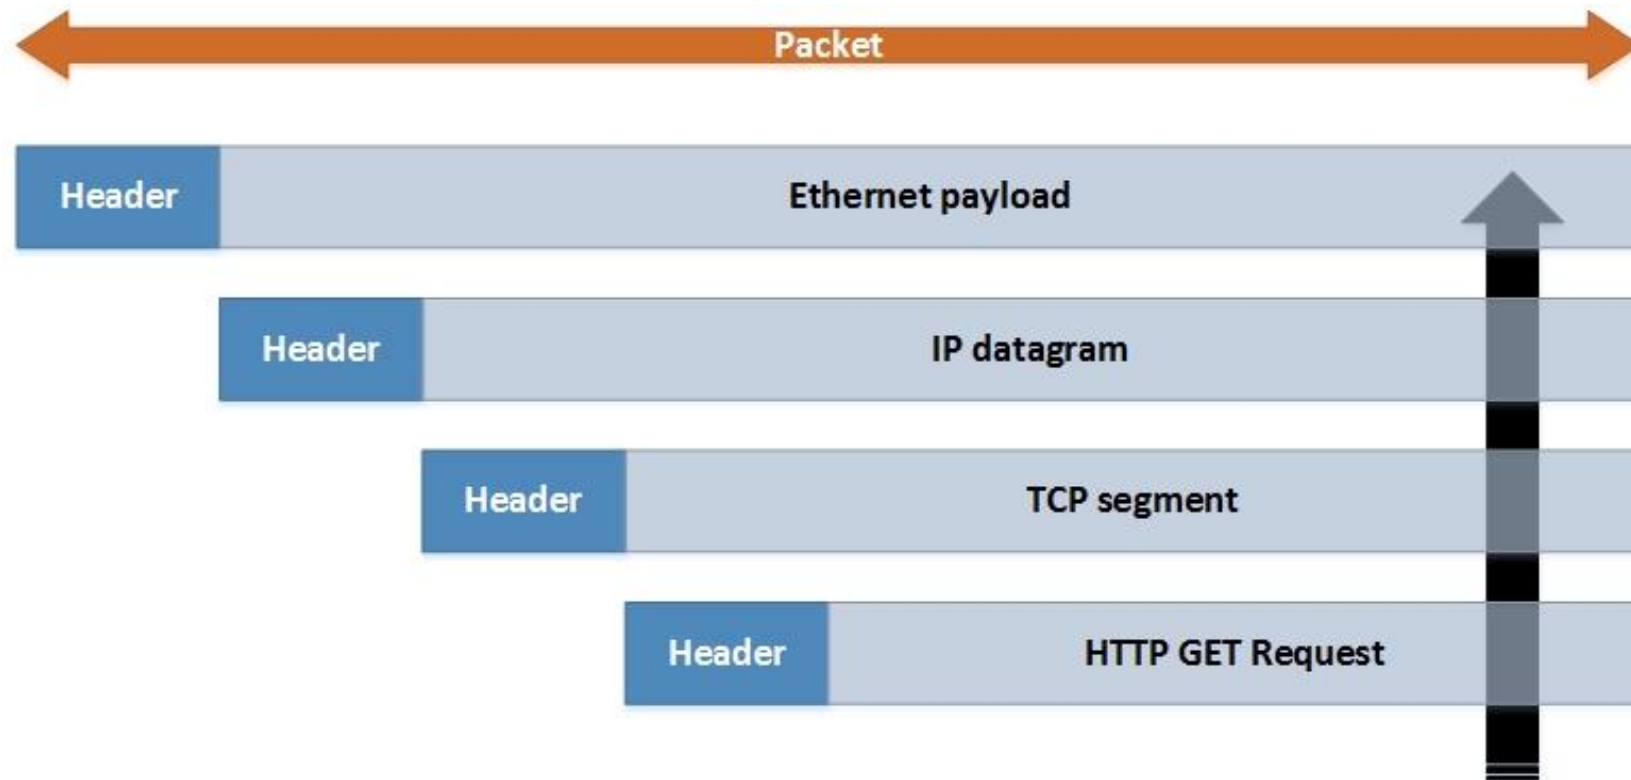 Packet
Header Ethernet payload
Header IP datagram
Header TCP segment
Header HTTP GET Request